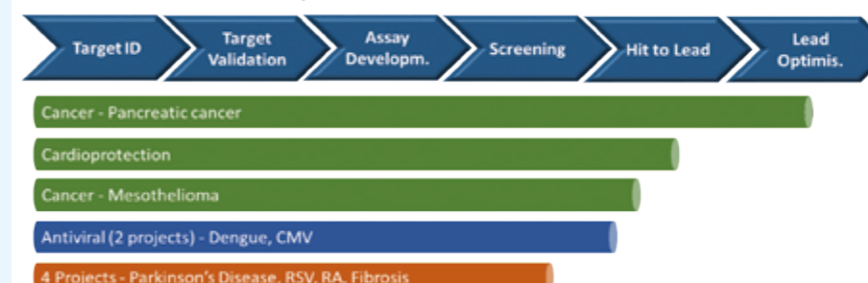 Target ID
Target
Validation
Assay
Developm.
Screening
Hit to Lead
Lead
Optimis.
Cancer - Pancreatic cancer
Cardioprotection
Cancer - Mesothelioma
Antiviral (2 projects) - Dengue, CMV
4 Projects - Parkinson's Disease, RSV, RA, Fibrosis